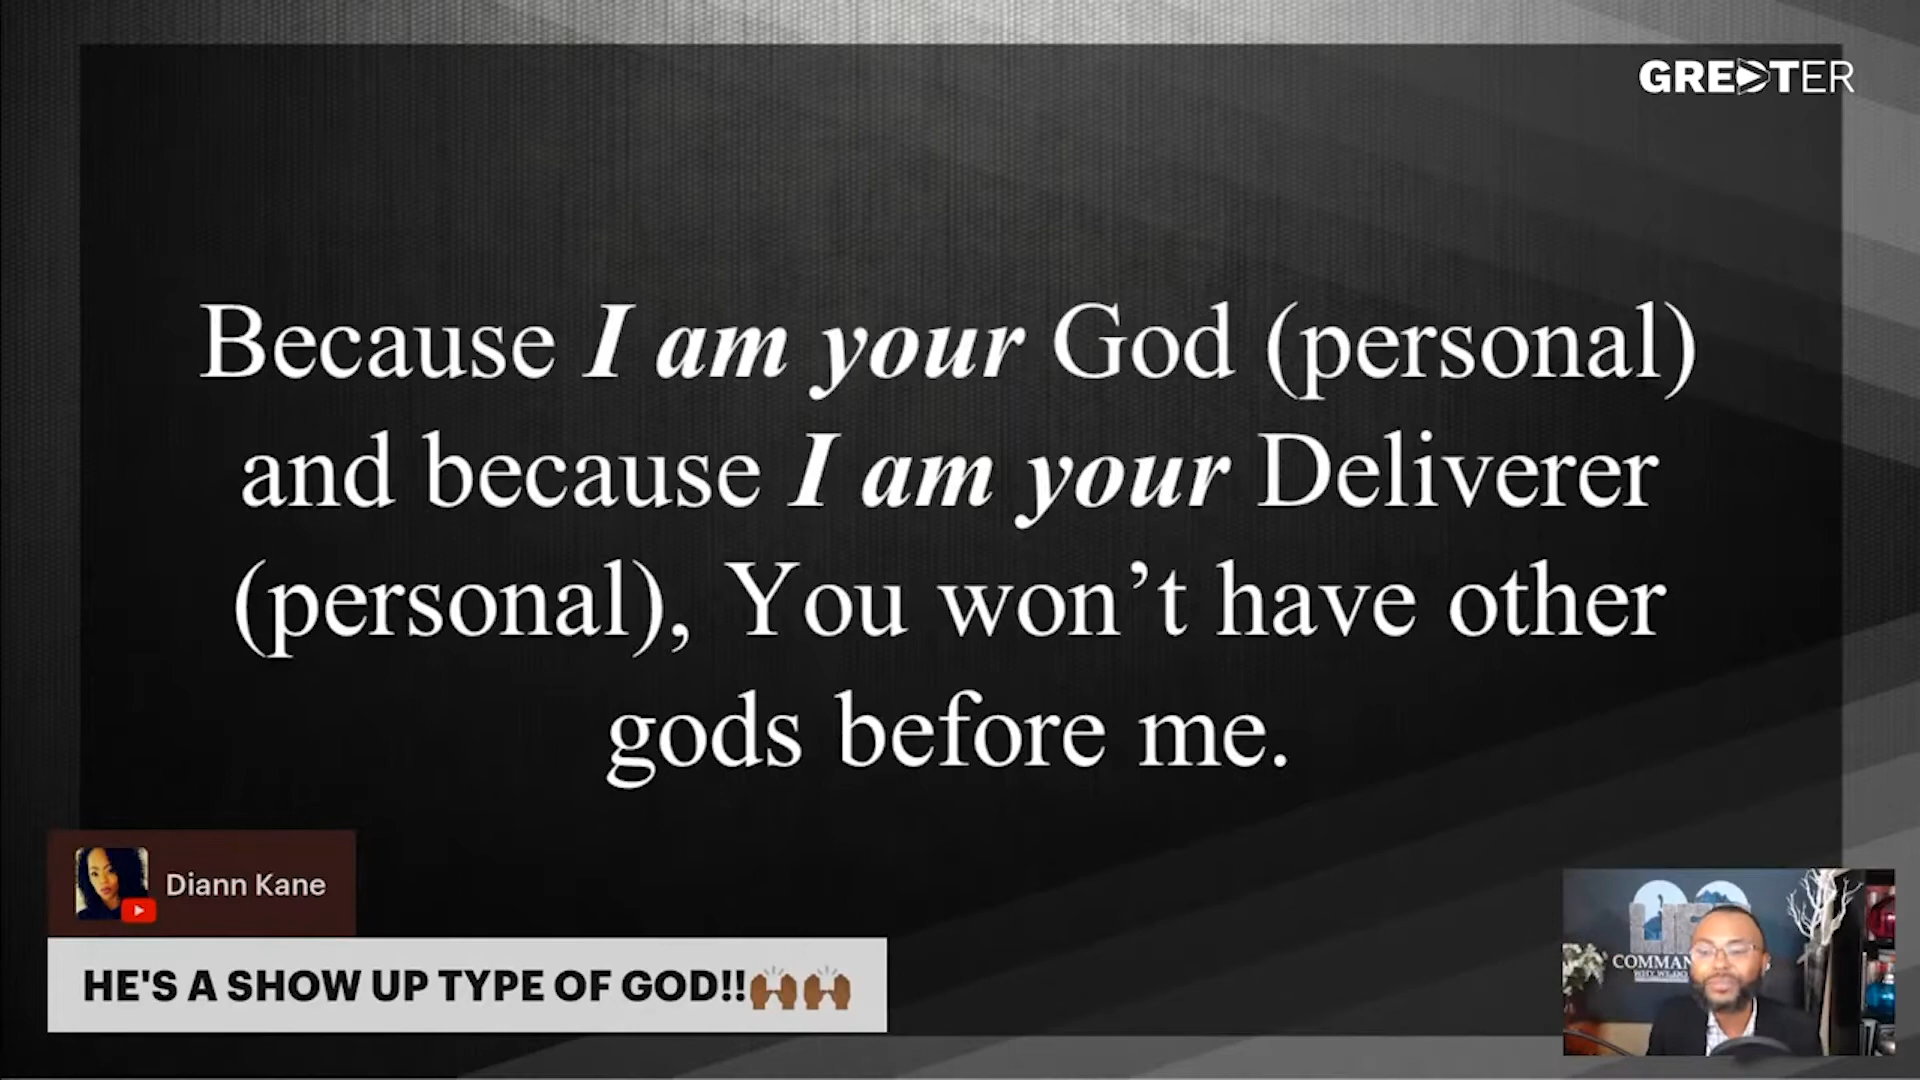 GREATER
Because I am your God (personal)
and because I am your Deliverer
(personal), You won’t have other
gods before me.
Diann Kane
HE'S A SHOW UP TYPE OF GOD!!🙌🏾🙌🏾